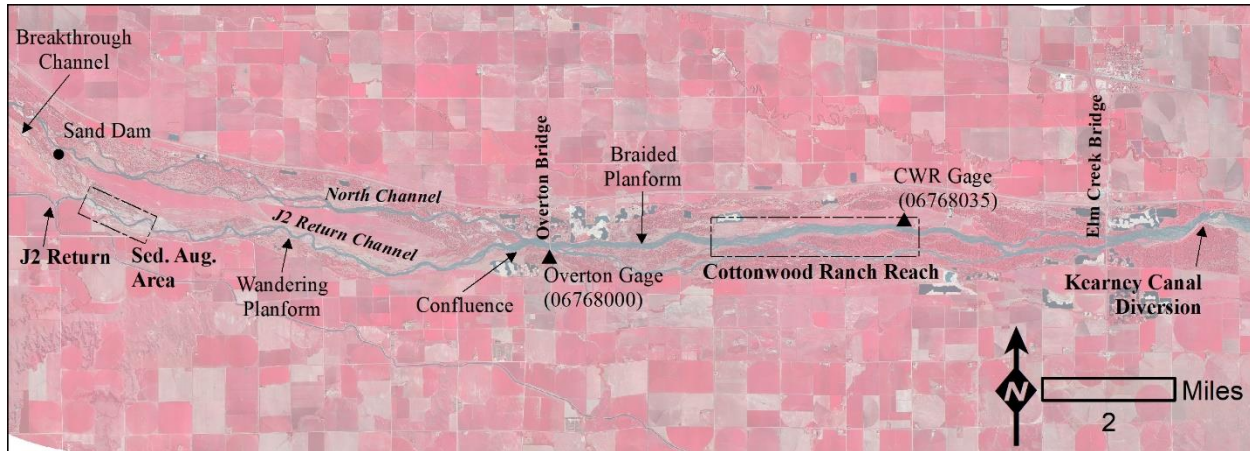 Breakthrough
Channel
Sand Dam
J2 Return
Sed. Aug.
Area
Wandering
Planform
North Channel
J2 Return Channel
Confluence
Overton Bridge
Overton Gage
(06768000)
Braided
Planform
Cottonwood Ranch Reach
CWR Gage
(06768035)
Elm Creek Bridge
Kearney Canal
Diversion
N
Miles
2